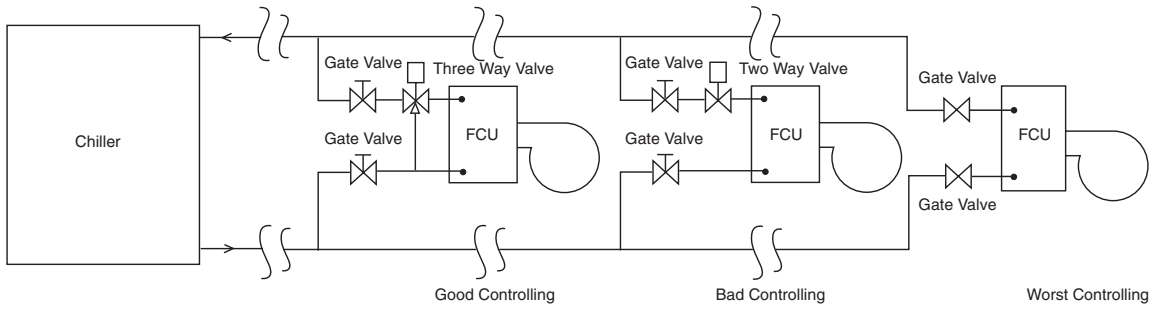 Gate Valve
Three Way Valve
Gate Valve
Two Way Valve
Gate Valve
Chiller
FCU
FCU
FCU
Gate Valve
Gate Valve
Gate Valve
Good Controlling
Bad Controlling
Worst Controlling